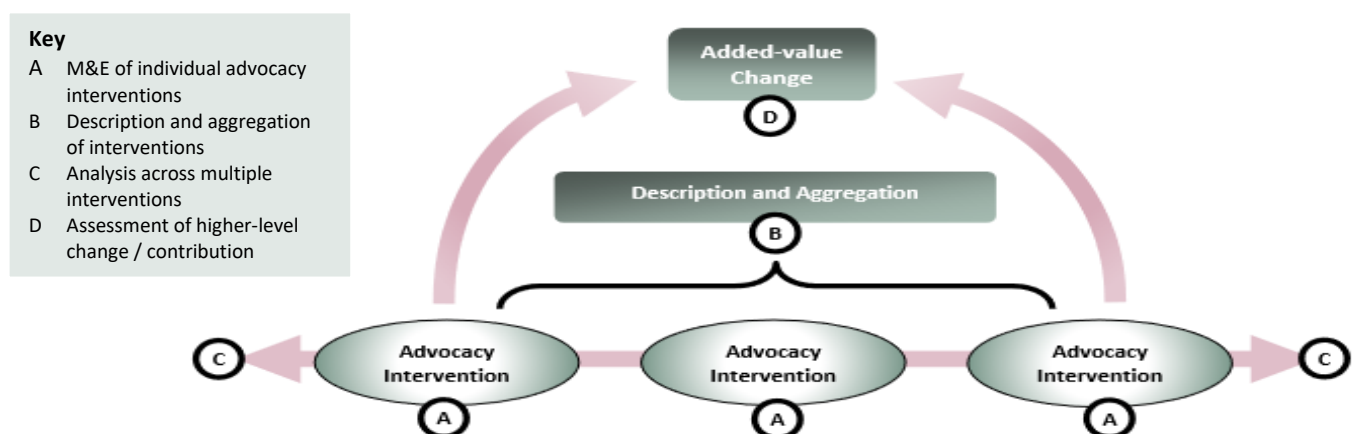 Key
A M&E of individual advocacy
interventions
B Description and aggregation
of interventions
C Analysis across multiple
interventions
D Assessment of higher-level
change / contribution
Added-value
Change
D
Description and Aggregation
B
C
Advocacy
Intervention
A
Advocacy
Intervention
A
Advocacy
Intervention
A
C